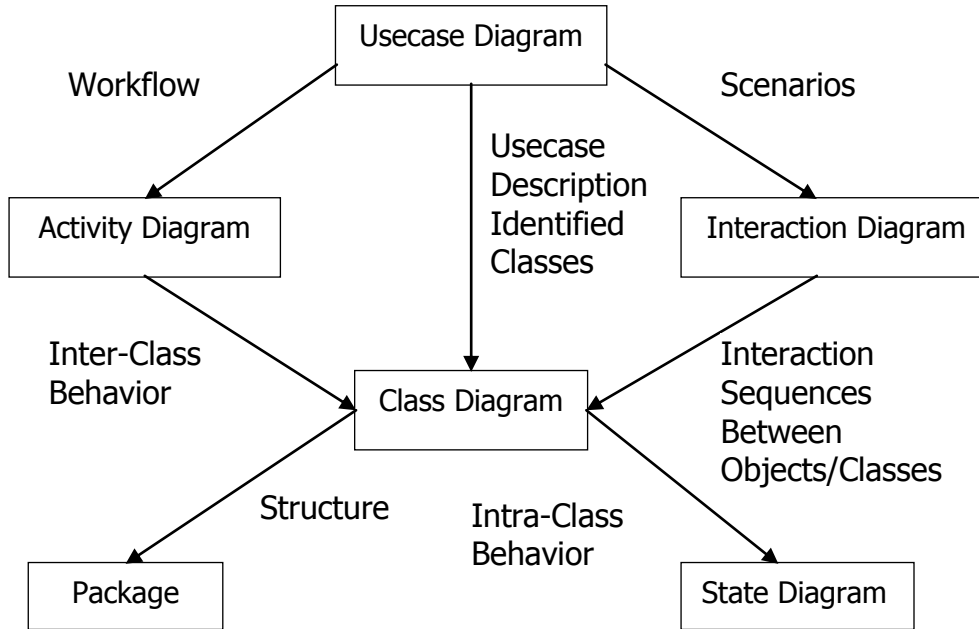 Usecase Diagram
Workflow
Scenarios
Usecase
Description
Identified
Classes
Activity Diagram
Interaction Diagram
Inter-Class
Behavior
Interaction
Sequences
Between
Objects/Classes
Class Diagram
Structure
Intra-Class
Behavior
Package
State Diagram